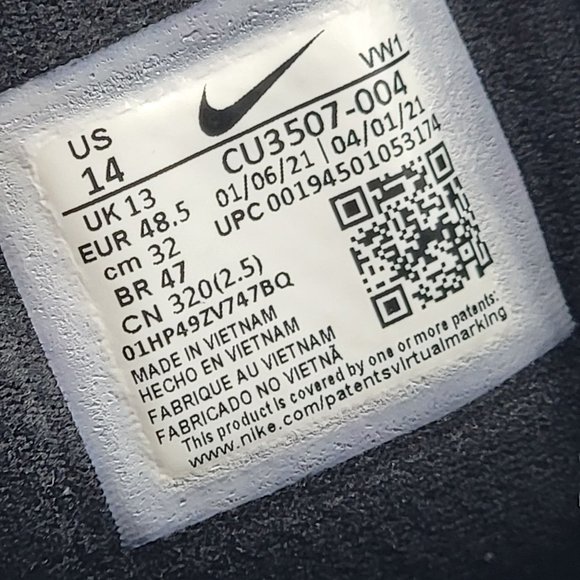 VW1
US
14
CU3507-004
UK 13
01/06/21 | 04/01/21
EUR 48.5
UPC 00194501053174
cm 32
BR 47
CN 320(2.5)
01HP49ZV747BQ
MADE IN VIETNAM
HECHO EN VIETNAM
FABRIQUE AU VIETNAM
FABRICADO NO VIETNÃ
This product is covered by one or more patents:
www.nike.com/patentsvirtualmarking